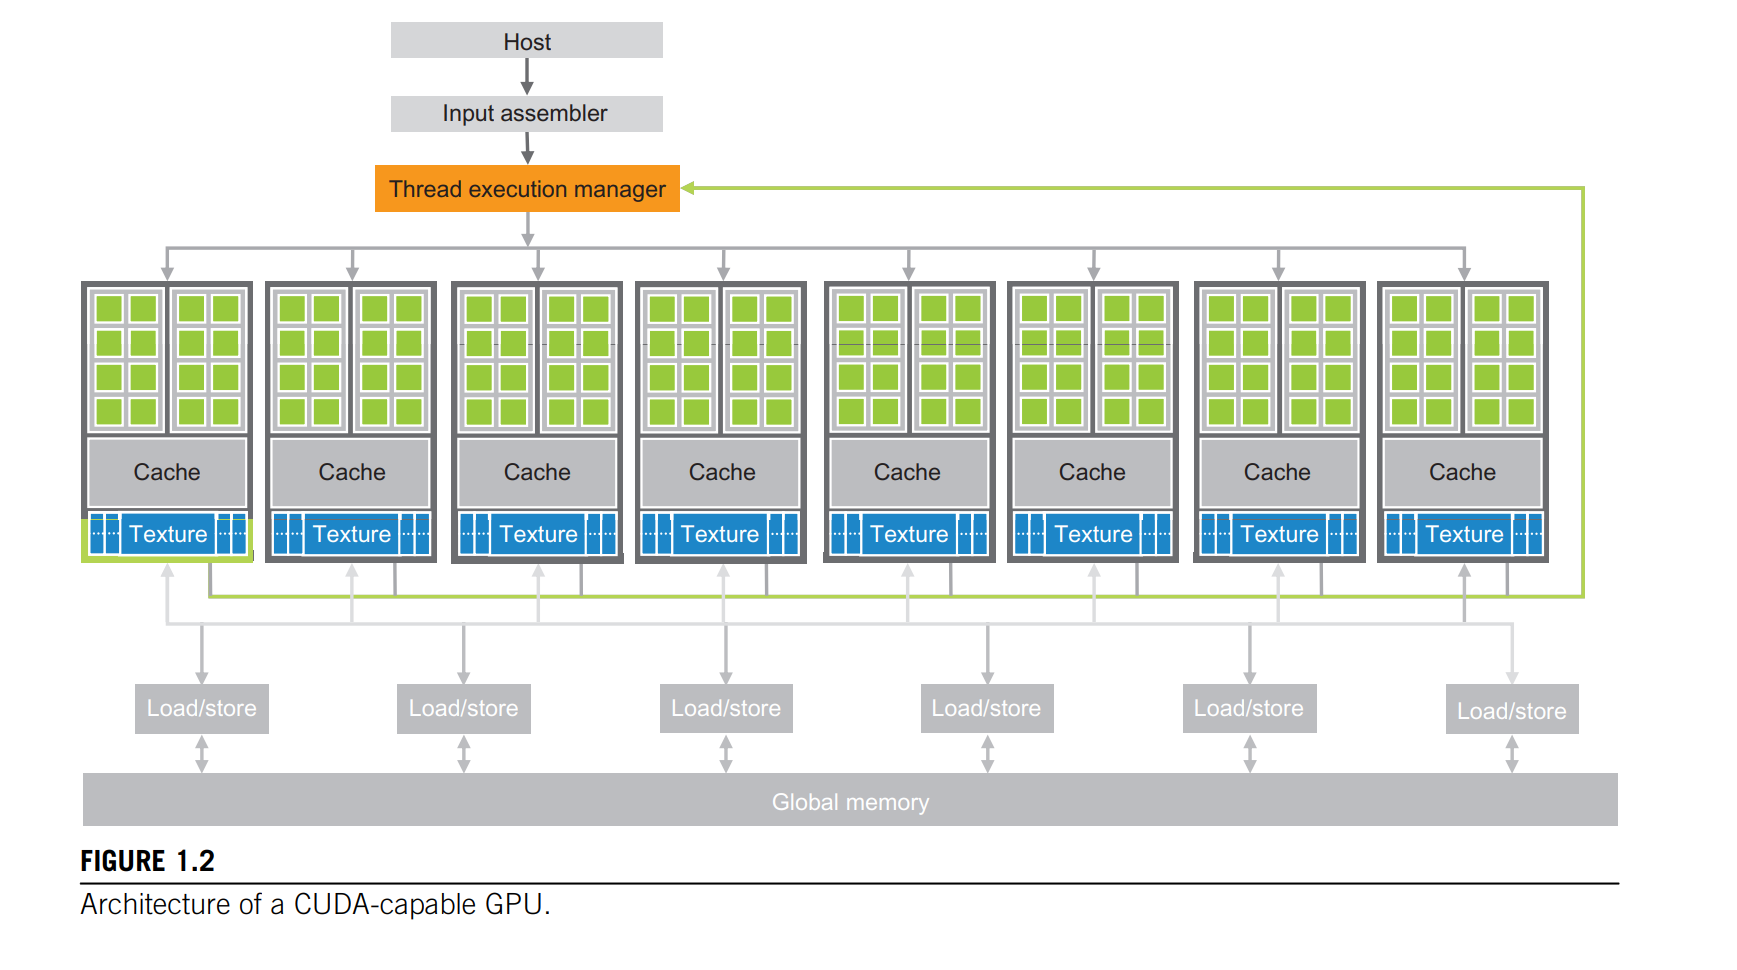 Host
Input assembler
Thread execution manager
Cache
Cache
Cache
Cache
Cache
Cache
Cache
Cache
Texture
Texture
Texture
Texture
Texture
Texture
Texture
Texture
Load/store
Load/store
Load/store
Load/store
Load/store
Load/store
Global memory
FIGURE 1.2
Architecture of a CUDA-capable GPU.